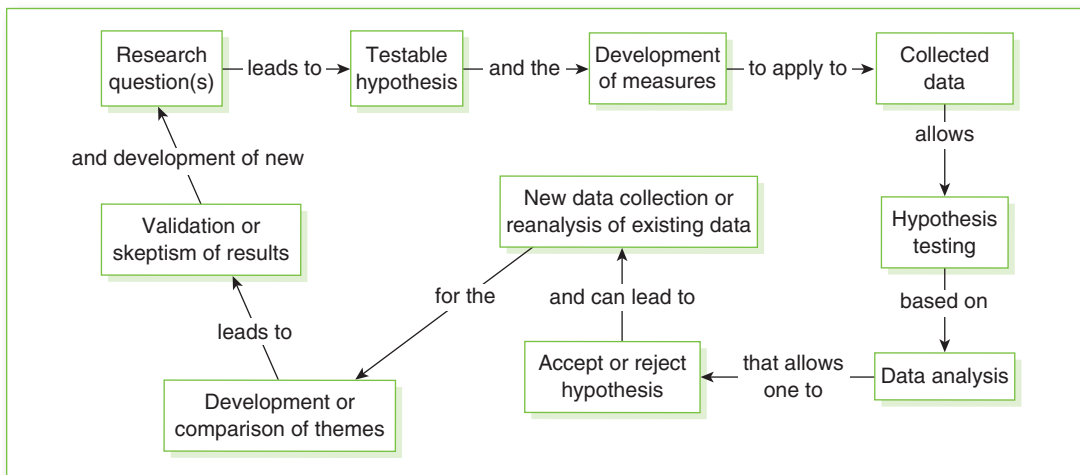 Research
question(s)
leads to
Testable
hypothesis
and the
Development
of measures
to apply to
Collected
data
allows
Hypothesis
testing
based on
Data analysis
that allows
one to
Accept or reject
hypothesis
and can lead to
New data collection or
reanalysis of existing data
for the
Development or
comparison of themes
leads to
Validation or
skeptism of results
and development of new